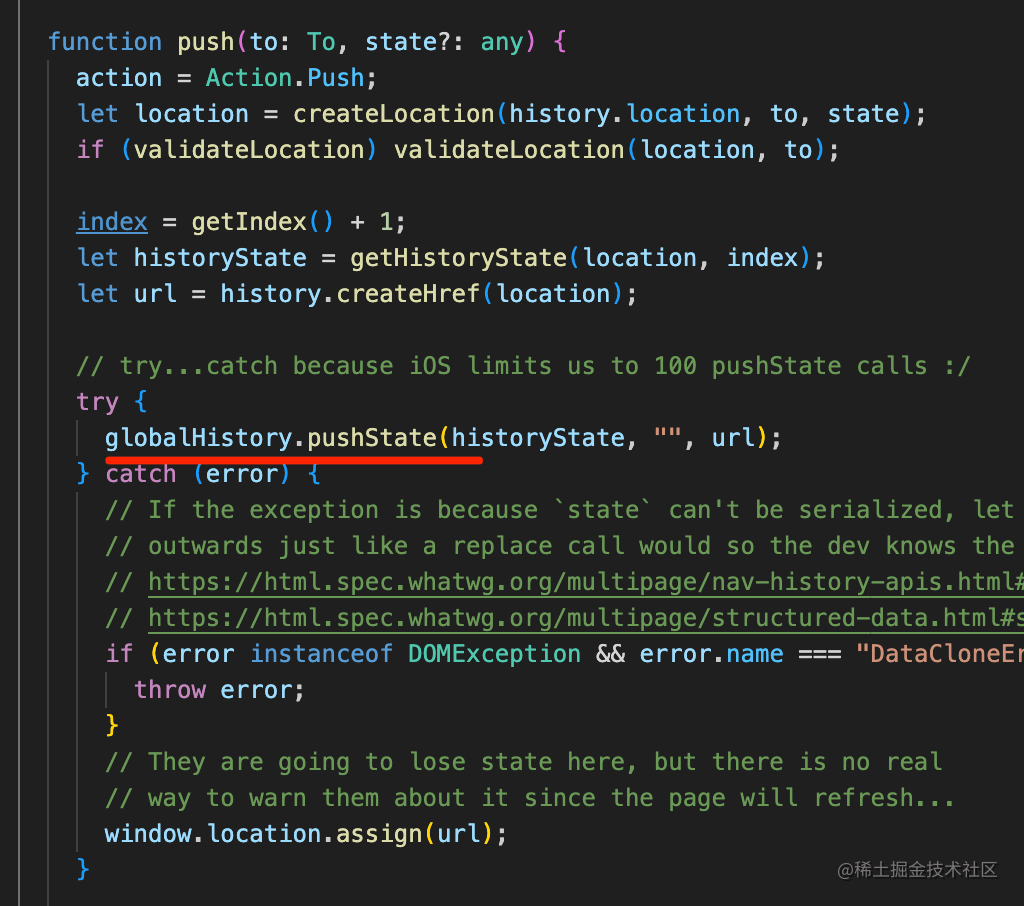 function push(to: To, state?: any) {
  action = Action.Push;
  let location = createLocation(history.location, to, state);
  if (validateLocation) validateLocation(location, to);

  index = getIndex() + 1;
  let historyState = getHistoryState(location, index);
  let url = history.createHref(location);

  // try...catch because iOS limits us to 100 pushState calls :/
  try {
    globalHistory.pushState(historyState, "", url);
  } catch (error) {
    // If the exception is because `state` can't be serialized, let
    // outwards just like a replace call would so the dev knows the
    // https://html.spec.whatwg.org/multipage/nav-history-apis.html#
    // https://html.spec.whatwg.org/multipage/structured-data.html#s
    if (error instanceof DOMException && error.name === "DataCloneEr
      throw error;
    }
    // They are going to lose state here, but there is no real
    // way to warn them about it since the page will refresh...
    window.location.assign(url);
  }
@稀土掘金技术社区